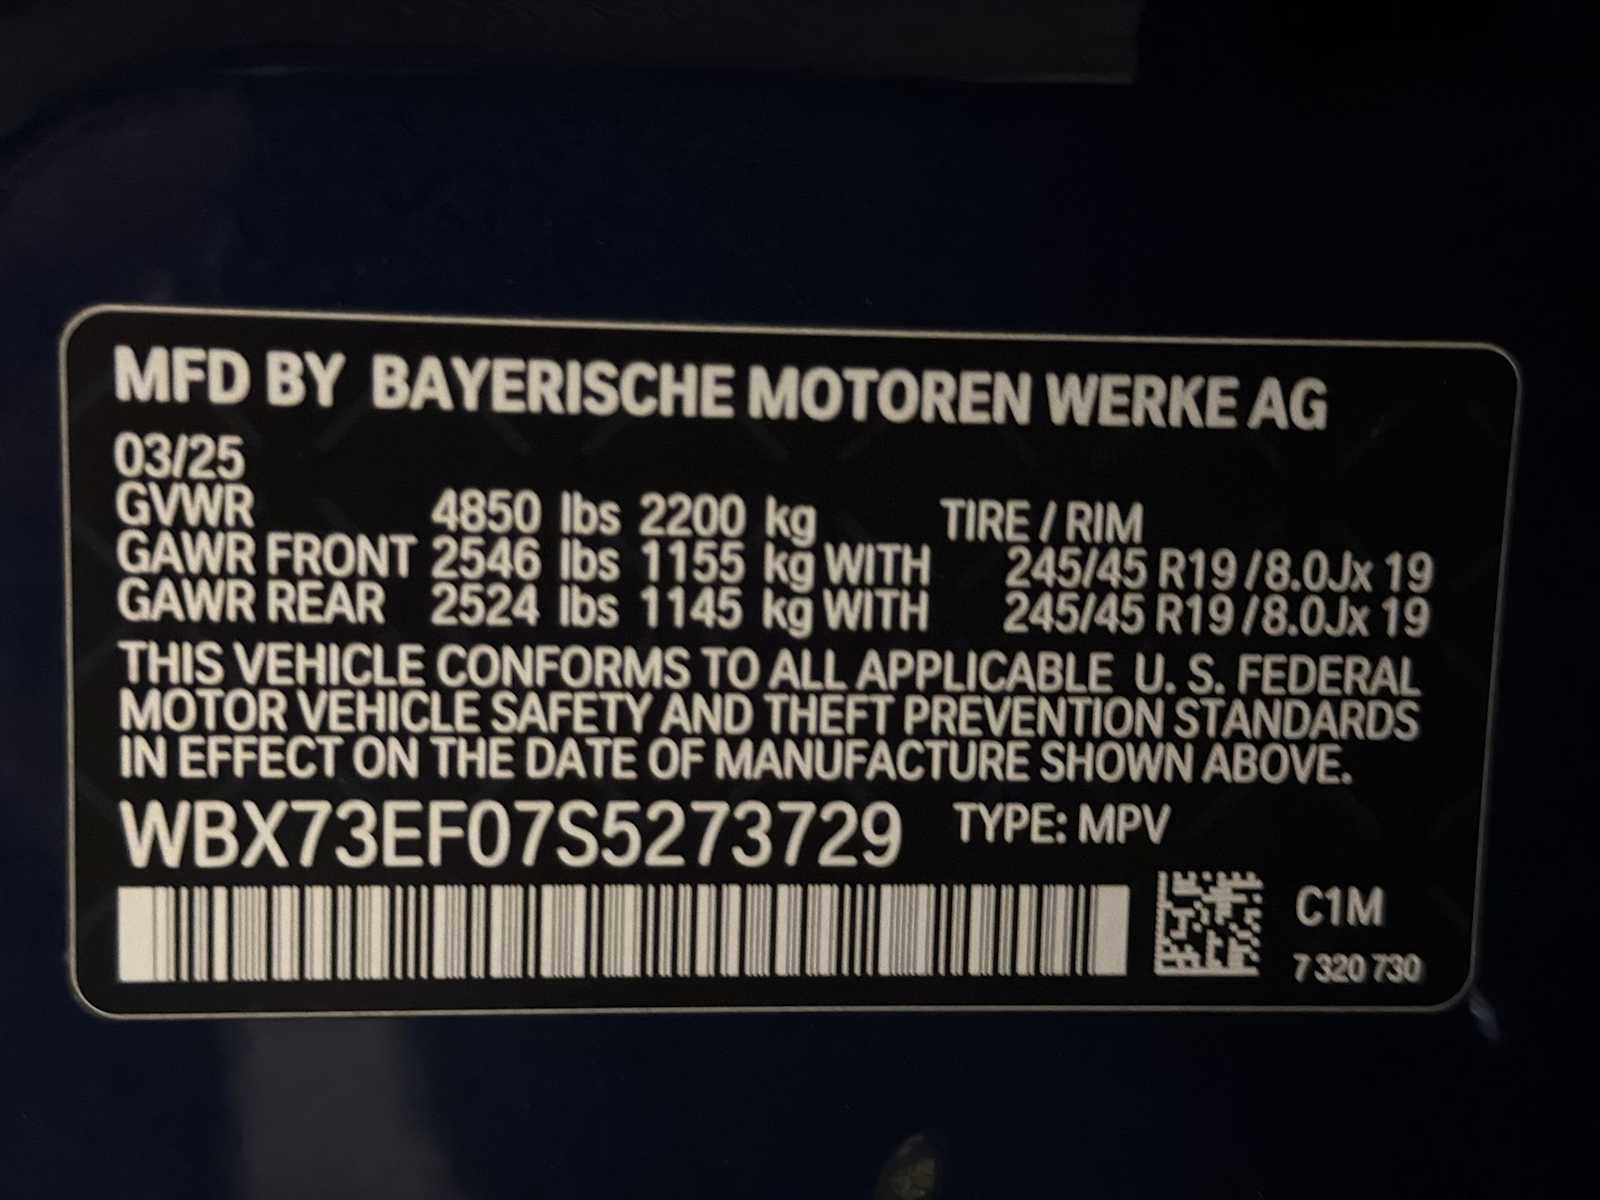 MFD BY BAYERISCHE MOTOREN WERKE AG
03/25
GVWR 4850 lbs 2200 kg TIRE / RIM
GAWR FRONT 2546 lbs 1155 kg WITH 245/45 R19 / 8.0Jx 19
GAWR REAR 2524 lbs 1145 kg WITH 245/45 R19 / 8.0Jx 19
THIS VEHICLE CONFORMS TO ALL APPLICABLE U. S. FEDERAL
MOTOR VEHICLE SAFETY AND THEFT PREVENTION STANDARDS
IN EFFECT ON THE DATE OF MANUFACTURE SHOWN ABOVE.
WBX73EF07S5273729 TYPE: MPV
C1M
7 320 730